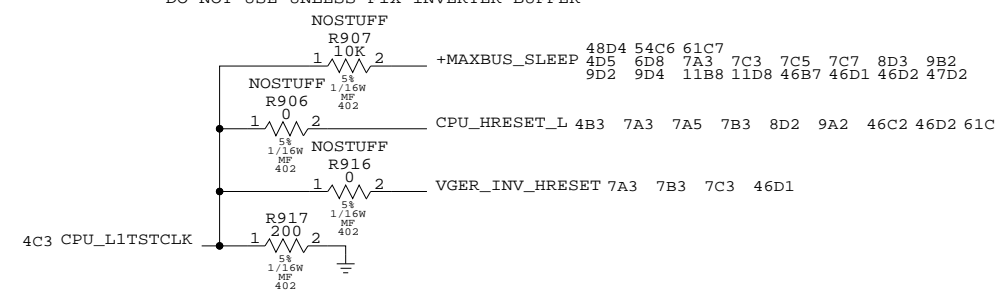 DO NOT USE UNLESS FIX INVERTER BUFFER
NOSTUFF
R907
10K
1 2
5%
1/16W
MF
402
+MAXBUS_SLEEP
48D4 54C6 61C7
4D5 6D8 7A3 7C3 7C5 7C7 8D3 9B2
9D2 9D4 11B8 11D8 46B7 46D1 46D2 47D2
NOSTUFF
R906
0
1 2
5%
1/16W
MF
402
CPU_HRESET_L 4B3 7A3 7A5 7B3 8D2 9A2 46C2 46D2 61C
NOSTUFF
R916
0
1 2
5%
1/16W
MF
402
VGER_INV_HRESET 7A3 7B3 7C3 46D1
R917
200
4C3 CPU_L1TSTCLK 1 2
5%
1/16W
MF
402